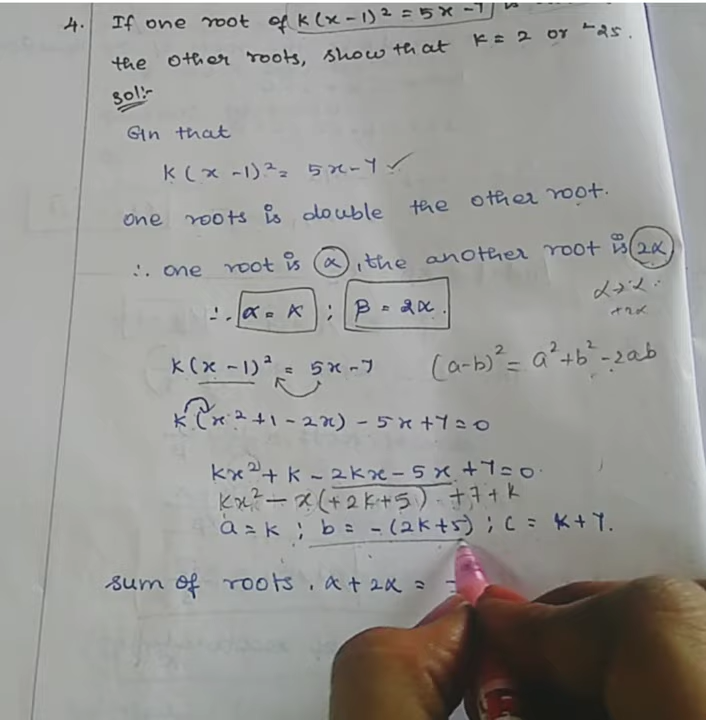 4. If one root of k(x-1)² = 5x-7 is
the other roots, show that k = 2 or -25.
Sol:-
Gn that
k(x-1)² = 5x-7 ✓
one roots is double the other root.
∴ one root is α, the another root is 2α
∴ α = α ; β = 2α.
+2α
k(x-1)² = 5x-7 (a-b)² = a²+b²-2ab
k(x²+1-2x) - 5x+7=0
kx²+k-2kx-5x+7=0.
kx²-x(+2k+5)+7+k
a=k ; b=-(2k+5) ; c= k+7.
sum of roots. α+2α =